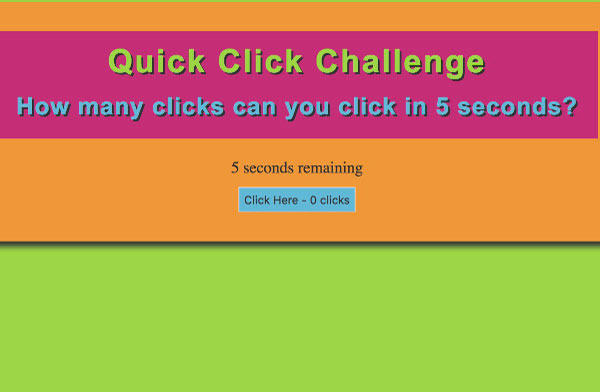 Quick Click Challenge
How many clicks can you click in 5 seconds?
5 seconds remaining
Click Here - 0 clicks